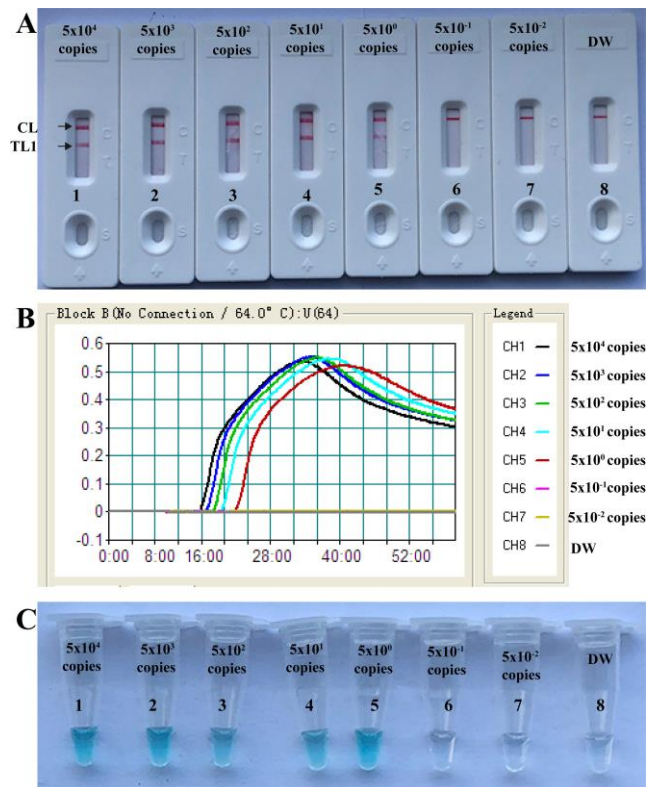 A
5x10⁴ copies
5x10³ copies
5x10² copies
5x10¹ copies
5x10⁰ copies
5x10⁻¹ copies
5x10⁻² copies
DW
CL
TL1
C
T
C
T
C
T
C
T
C
T
C
T
C
T
C
T
1 2 3 4 5 6 7 8
S S S S S S S S
B
Block B(No Connection / 64.0° C):U(64)
0.6
0.5
0.4
0.3
0.2
0.1
0
-0.1
0:00 8:00 16:00 28:00 40:00 52:00
Legend
CH1 5x10⁴ copies
CH2 5x10³ copies
CH3 5x10² copies
CH4 5x10¹ copies
CH5 5x10⁰ copies
CH6 5x10⁻¹ copies
CH7 5x10⁻² copies
CH8 DW
C
5x10⁴ copies
5x10³ copies
5x10² copies
5x10¹ copies
5x10⁰ copies
5x10⁻¹ copies
5x10⁻² copies
DW
1 2 3 4 5 6 7 8